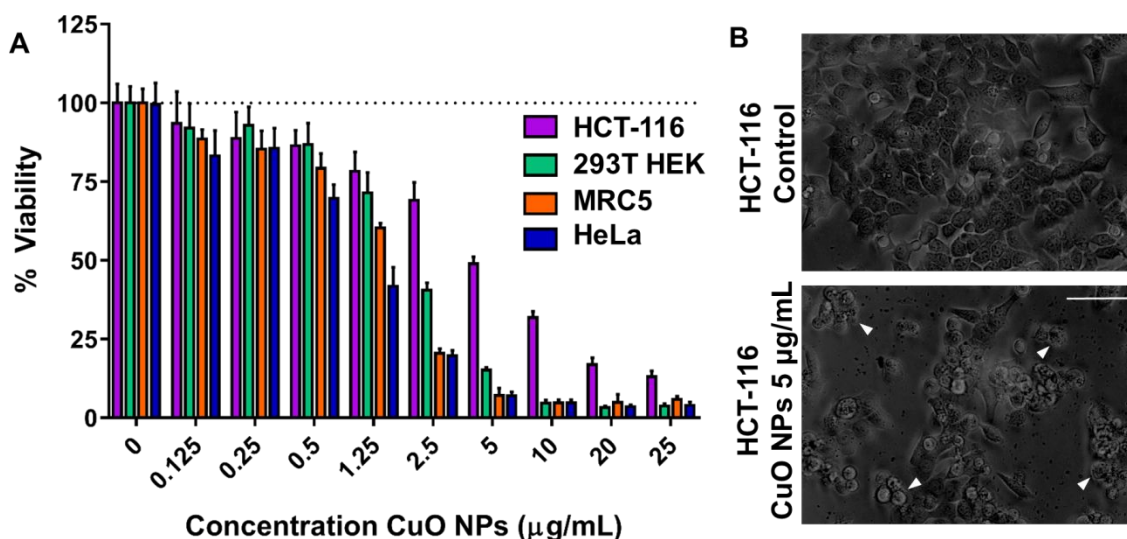 A
% Viability
125
100
75
50
25
0
HCT-116
293T HEK
MRC5
HeLa
0
0.125
0.25
0.5
1.25
2.5
5
10
20
25
Concentration CuO NPs (μg/mL)
B
HCT-116
Control
HCT-116
CuO NPs 5 μg/mL